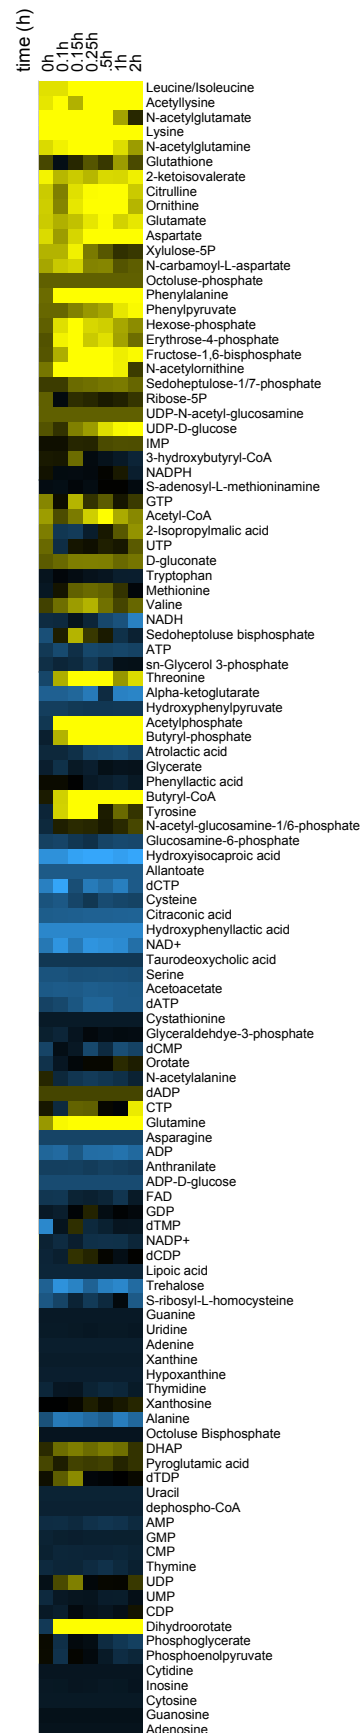 time (h)
0h 0.1h 0.15h 0.25h .5h 1h 2h
Leucine/Isoleucine
Acetyllysine
N-acetylglutamate
Lysine
N-acetylglutamine
Glutathione
2-ketoisovalerate
Citrulline
Ornithine
Glutamate
Aspartate
Xylulose-5P
N-carbamoyl-L-aspartate
Octoluse-phosphate
Phenylalanine
Phenylpyruvate
Hexose-phosphate
Erythrose-4-phosphate
Fructose-1,6-bisphosphate
N-acetylornithine
Sedoheptulose-1/7-phosphate
Ribose-5P
UDP-N-acetyl-glucosamine
UDP-D-glucose
IMP
3-hydroxybutyryl-CoA
NADPH
S-adenosyl-L-methioninamine
GTP
Acetyl-CoA
2-Isopropylmalic acid
UTP
D-gluconate
Tryptophan
Methionine
Valine
NADH
Sedoheptoluse bisphosphate
ATP
sn-Glycerol 3-phosphate
Threonine
Alpha-ketoglutarate
Hydroxyphenylpyruvate
Acetylphosphate
Butyryl-phosphate
Atrolactic acid
Glycerate
Phenyllactic acid
Butyryl-CoA
Tyrosine
N-acetyl-glucosamine-1/6-phosphate
Glucosamine-6-phosphate
Hydroxyisocaproic acid
Allantoate
dCTP
Cysteine
Citraconic acid
Hydroxyphenyllactic acid
NAD+
Taurodeoxycholic acid
Serine
Acetoacetate
dATP
Cystathionine
Glyceraldehdye-3-phosphate
dCMP
Orotate
N-acetylalanine
dADP
CTP
Glutamine
Asparagine
ADP
Anthranilate
ADP-D-glucose
FAD
GDP
dTMP
NADP+
dCDP
Lipoic acid
Trehalose
S-ribosyl-L-homocysteine
Guanine
Uridine
Adenine
Xanthine
Hypoxanthine
Thymidine
Xanthosine
Alanine
Octoluse Bisphosphate
DHAP
Pyroglutamic acid
dTDP
Uracil
dephospho-CoA
AMP
GMP
CMP
Thymine
UDP
UMP
CDP
Dihydroorotate
Phosphoglycerate
Phosphoenolpyruvate
Cytidine
Inosine
Cytosine
Guanosine
Adenosine